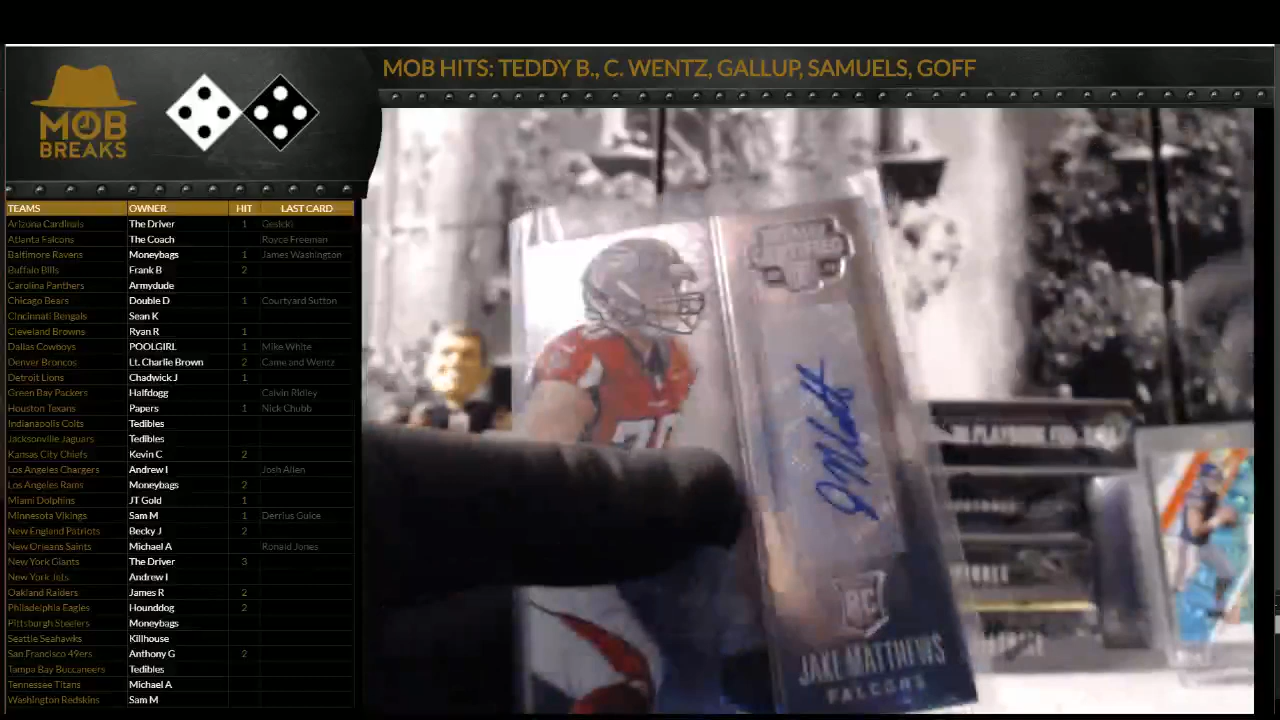 MOB HITS: TEDDY B., C. WENTZ, GALLUP, SAMUELS, GOFF
MOB
BREAKS
TEAMS OWNER HIT LAST CARD
Arizona Cardinals The Driver 1 Gesicki
Atlanta Falcons The Coach Royce Freeman
Baltimore Ravens Moneybags 1 James Washington
Buffalo Bills Frank B 2
Carolina Panthers Armydude
Chicago Bears Double D 1 Courtyard Sutton
Cincinnati Bengals Sean K
Cleveland Browns Ryan R 1
Dallas Cowboys POOLGIRL 1 Mike White
Denver Broncos Lt. Charlie Brown 2 Came and Wentz
Detroit Lions Chadwick J 1
Green Bay Packers Halfdogg Calvin Ridley
Houston Texans Papers 1 Nick Chubb
Indianapolis Colts Tedibles
Jacksonville Jaguars Tedibles
Kansas City Chiefs Kevin C 2
Los Angeles Chargers Andrew I Josh Allen
Los Angeles Rams Moneybags 2
Miami Dolphins JT Gold 1
Minnesota Vikings Sam M 1 Derrius Guice
New England Patriots Becky J 2
New Orleans Saints Michael A Ronald Jones
New York Giants The Driver 3
New York Jets Andrew I
Oakland Raiders James R 2
Philadelphia Eagles Hounddog 2
Pittsburgh Steelers Moneybags
Seattle Seahawks Killhouse
San Francisco 49ers Anthony G 2
Tampa Bay Buccaneers Tedibles
Tennessee Titans Michael A
Washington Redskins Sam M
CERTIFIED
RC
JAKE MATTHEWS
FALCONS
PLAYBOOK